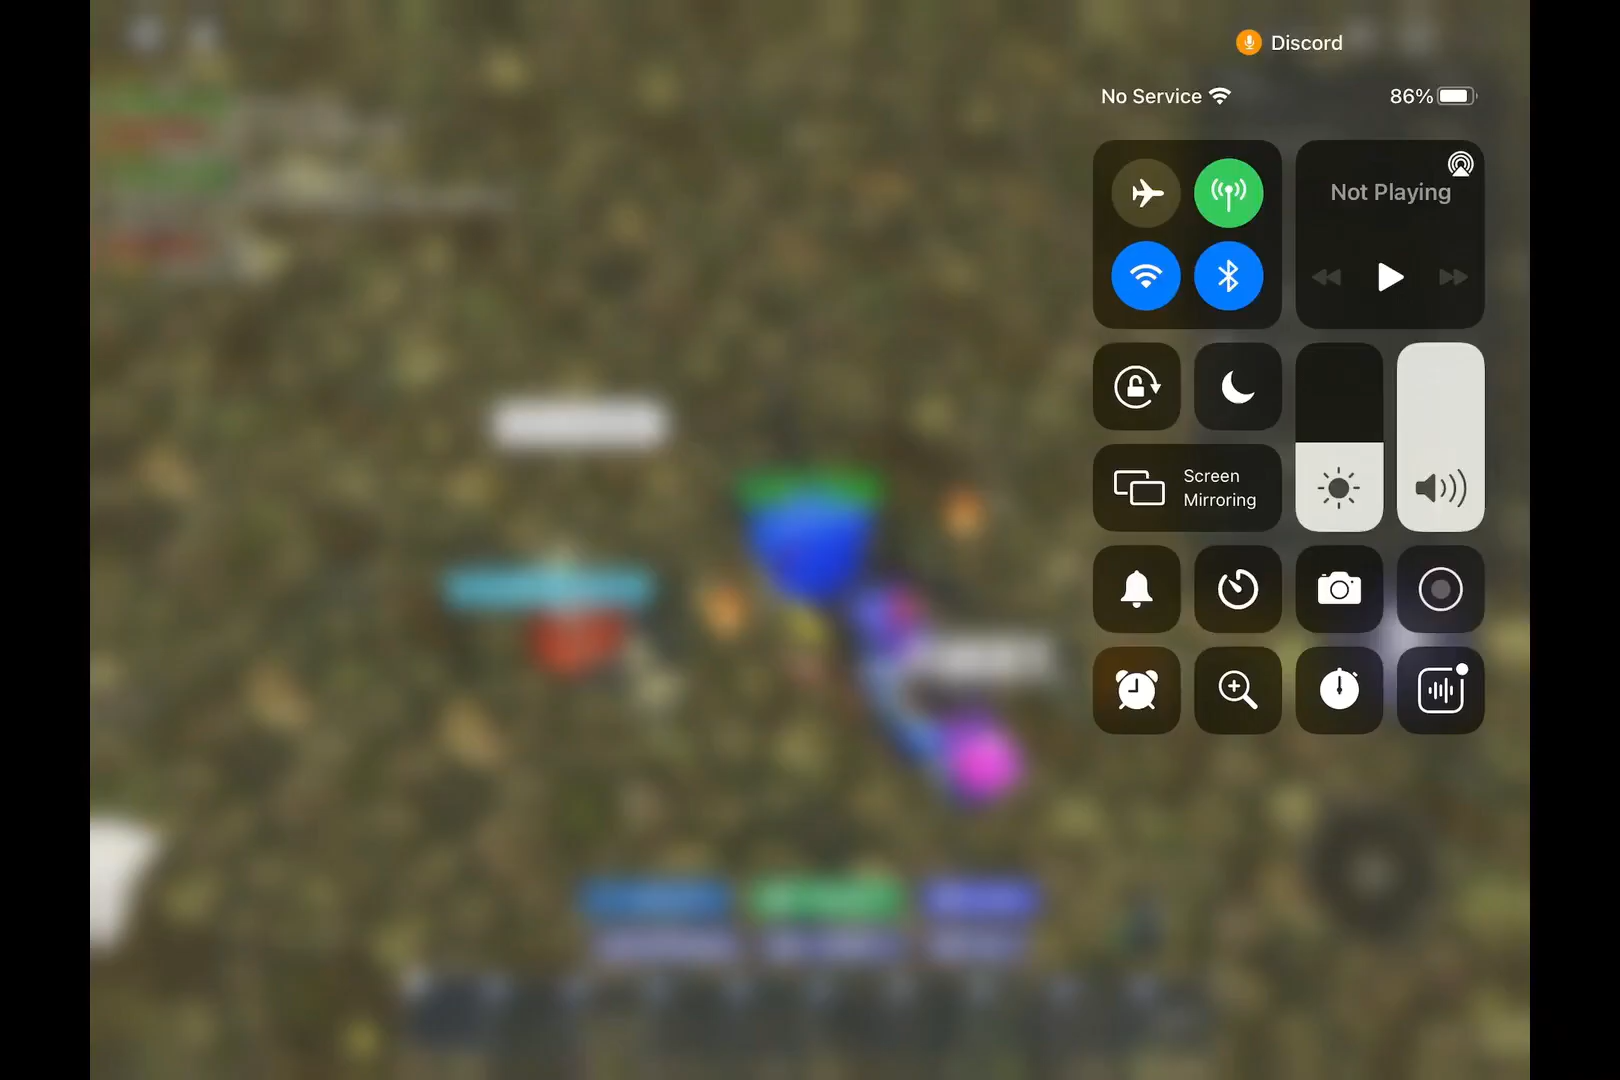 Discord
No Service 86%
Not Playing
Screen
Mirroring